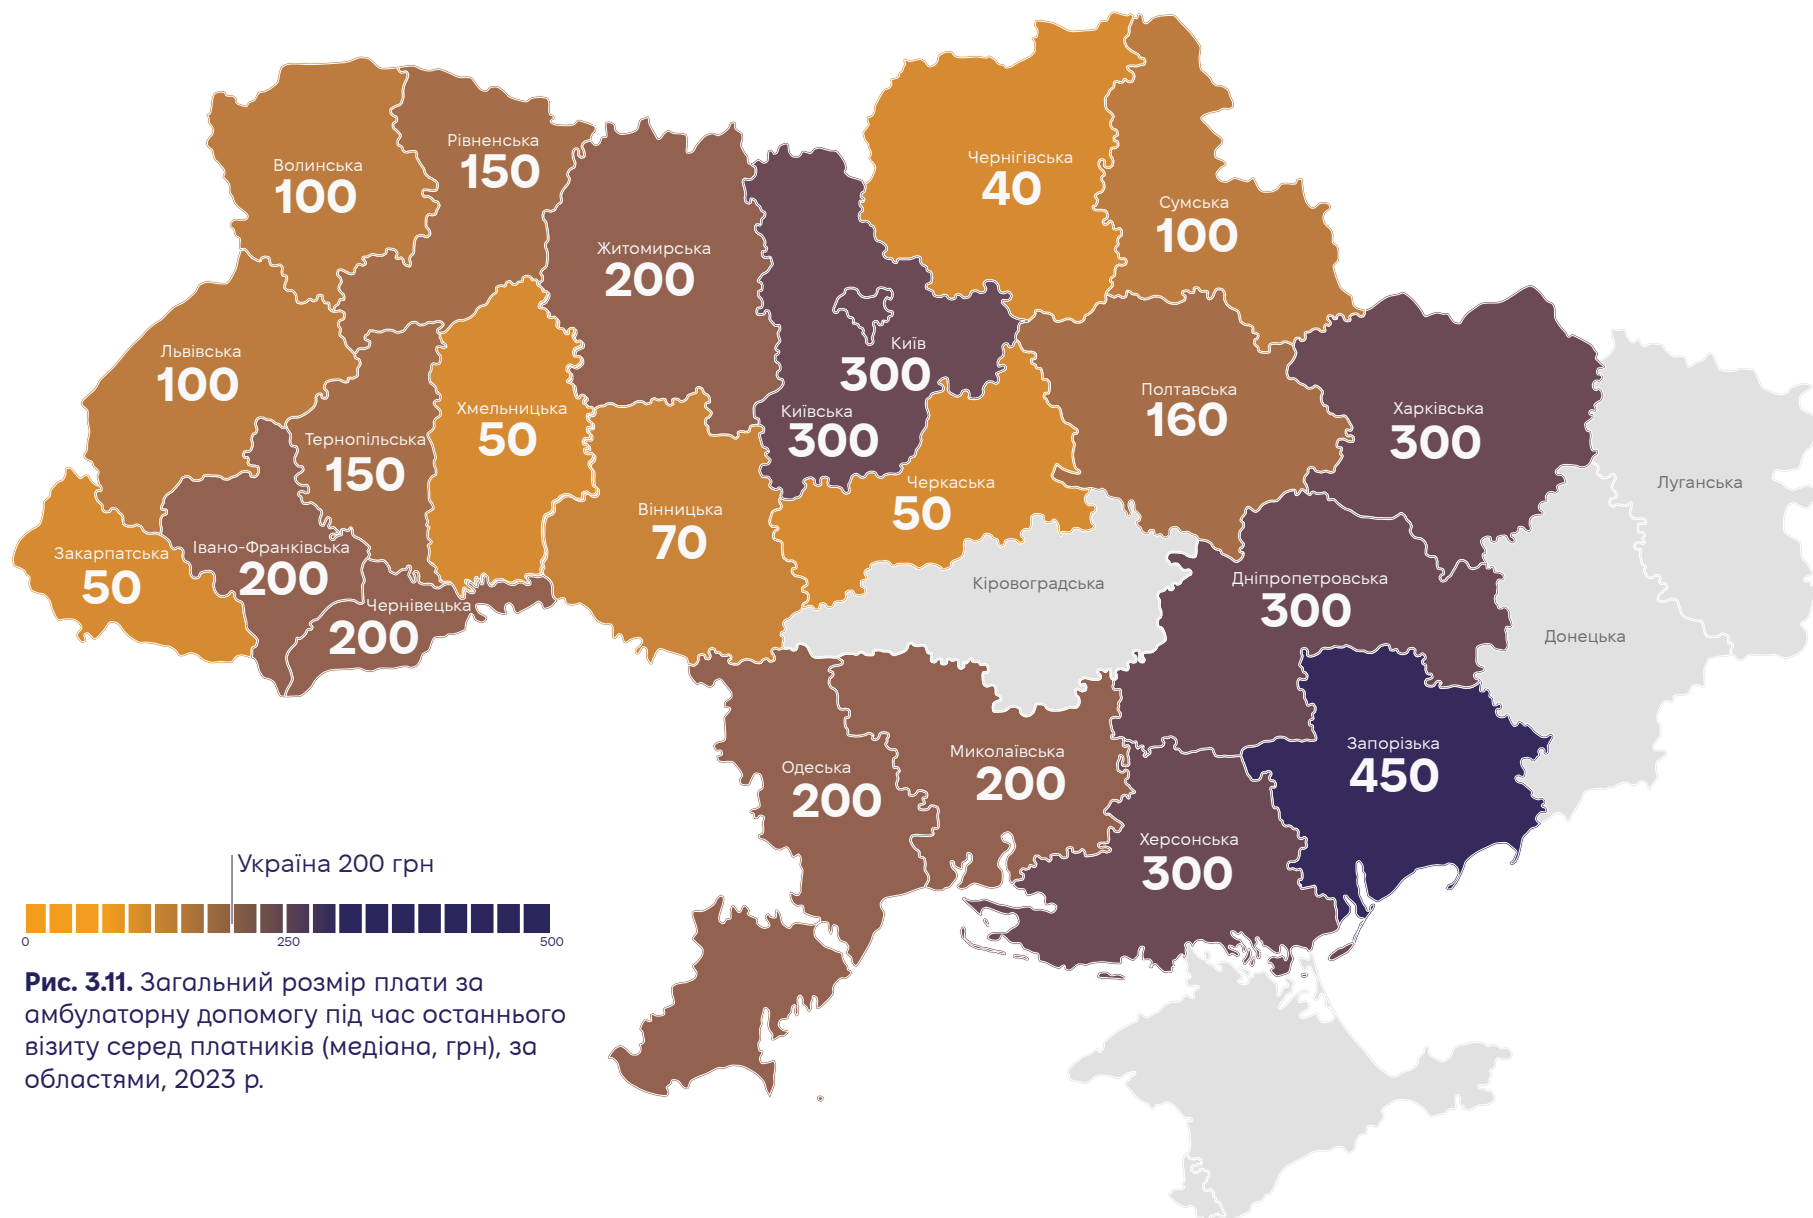 Волинська
100
Рівненська
150
Житомирська
200
Чернігівська
40
Сумська
100
Київ
300
Київська
300
Львівська
100
Тернопільська
150
Хмельницька
50
Вінницька
70
Черкаська
50
Полтавська
160
Харківська
300
Луганська
Закарпатська
50
Івано-Франківська
200
Чернівецька
200
Кіровоградська
Дніпропетровська
300
Донецька
Одеська
200
Миколаївська
200
Запорізька
450
Херсонська
300
Україна 200 грн
0
250
500
Рис. 3.11. Загальний розмір плати за
амбулаторну допомогу під час останнього
візиту серед платників (медіана, грн), за
областями, 2023 р.